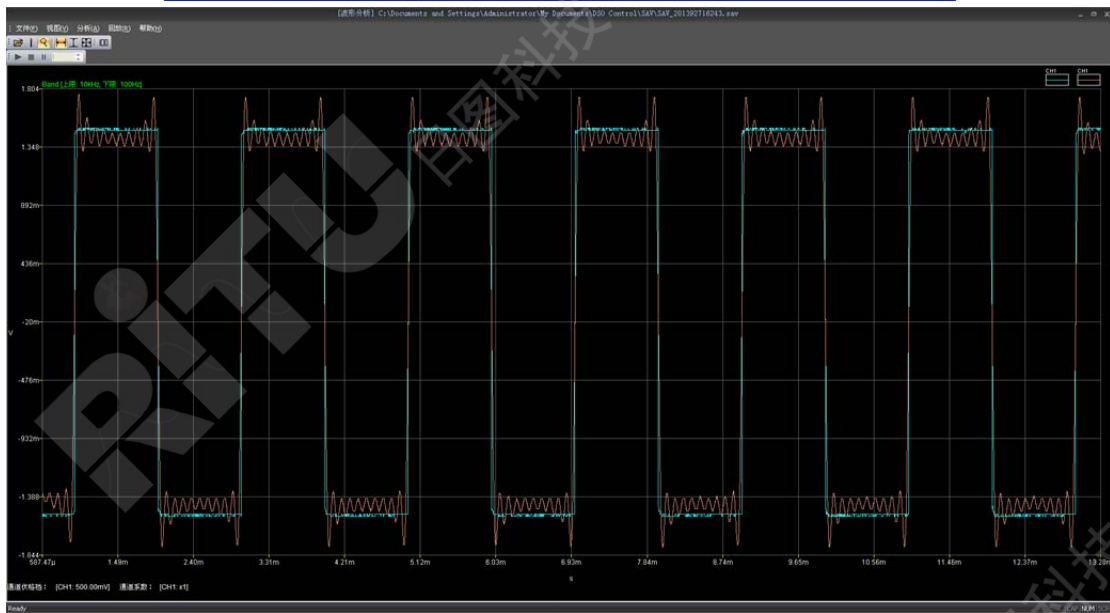 [波形分析] C:\Documents and Settings\Administrator\My Documents\DSO Control\SAV\SAV_201392716243.sav
文件(F) 视图(V) 分析(A) 回放(R) 帮助(H)
CH1 CH1
Band [上限: 10kHz, 下限: 100Hz]
1.804
1.348
892m
436m
-20m
V
-476m
-932m
-1.388
-1.844
587.47µ 1.49m 2.40m 3.31m 4.21m 5.12m 6.03m 6.93m 7.84m 8.74m 9.65m 10.56m 11.46m 12.37m 13.28m
s
通道伏格档: [CH1: 500.00mV] 通道系数: [CH1: x1]
Ready
CAP NUM
RiTU 日图科技
科技